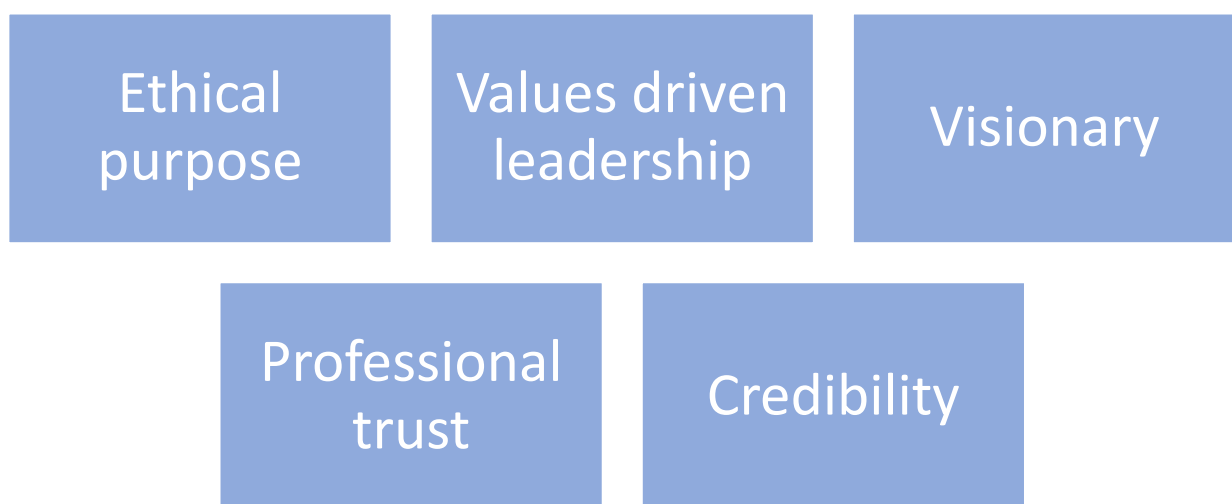 Ethical
purpose
Values driven
leadership
Visionary
Professional
trust
Credibility